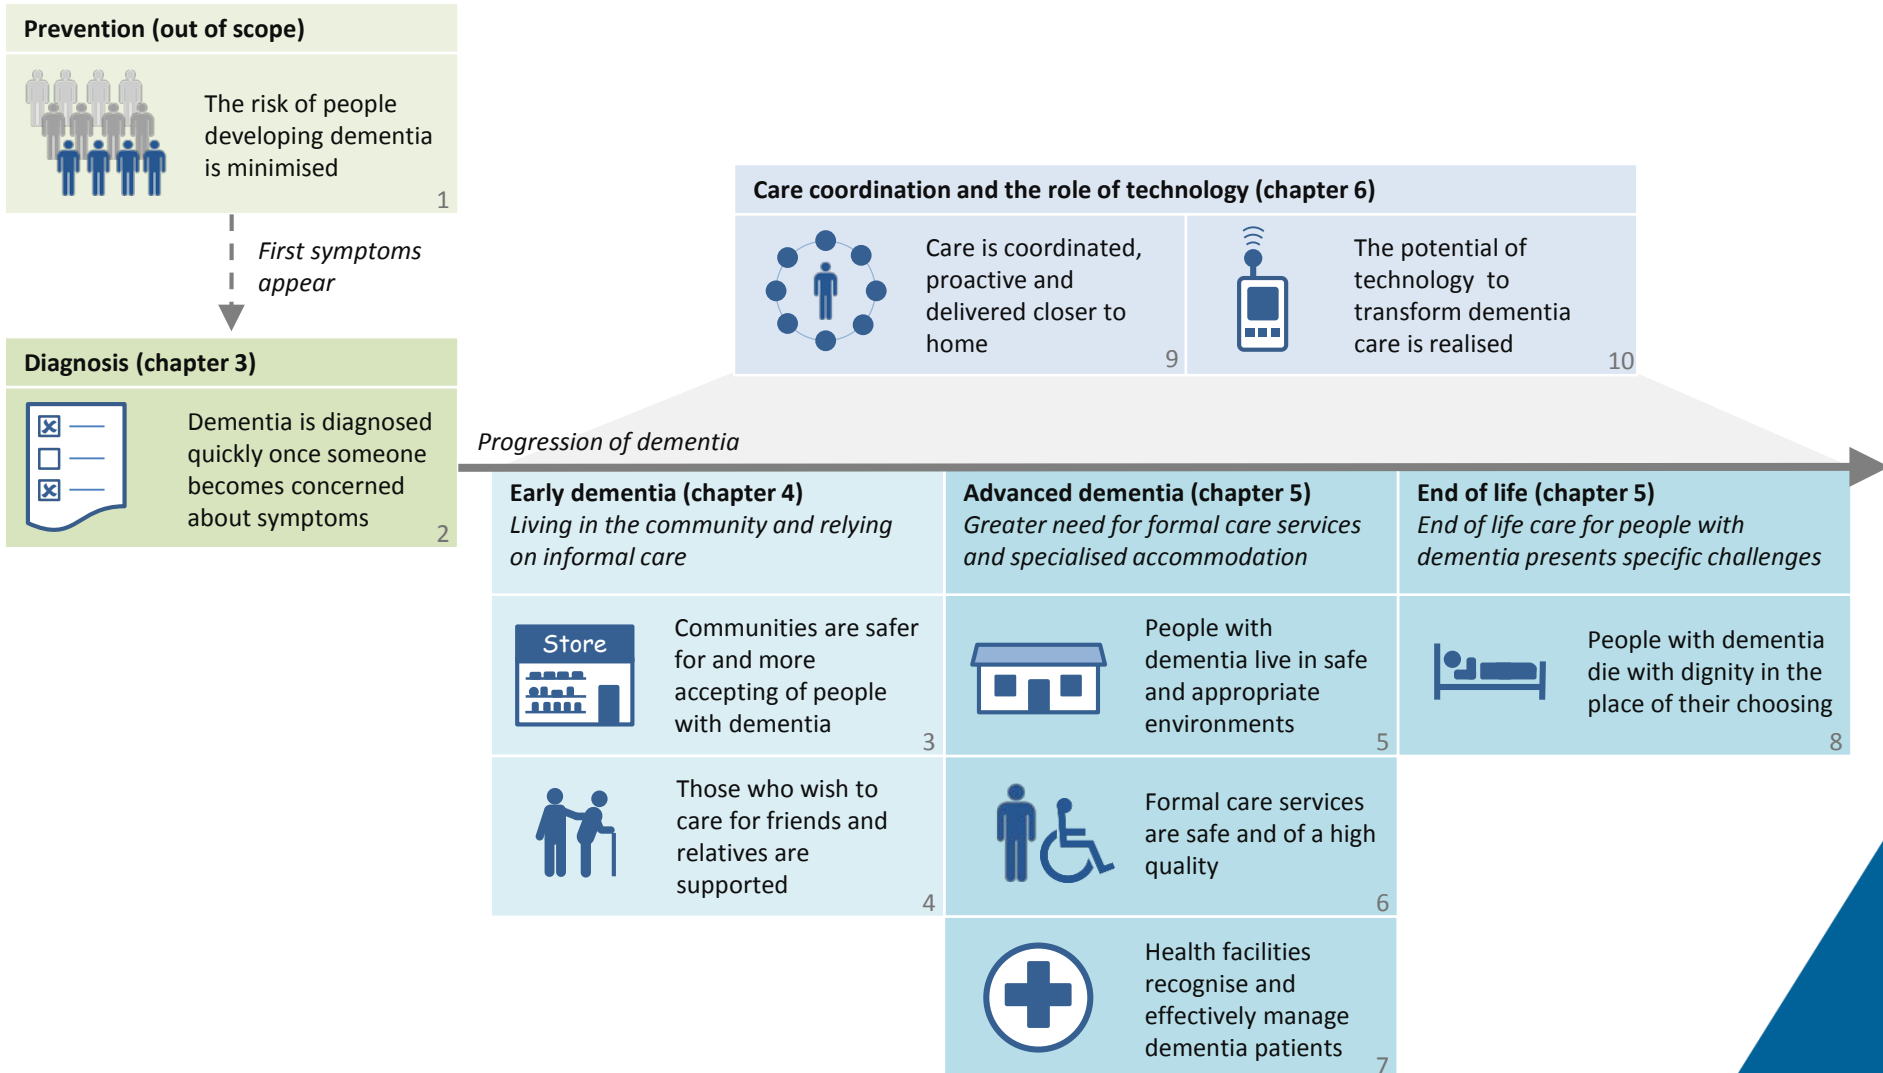 Prevention (out of scope)
The risk of people
developing dementia
is minimised
1
First symptoms
appear
Diagnosis (chapter 3)
Dementia is diagnosed
quickly once someone
becomes concerned
about symptoms
2
Care coordination and the role of technology (chapter 6)
Care is coordinated,
proactive and
delivered closer to
home
9
The potential of
technology to
transform dementia
care is realised
10
Progression of dementia
Early dementia (chapter 4)
Living in the community and relying
on informal care
Store
Communities are safer
for and more
accepting of people
with dementia
3
Those who wish to
care for friends and
relatives are
supported
4
Advanced dementia (chapter 5)
Greater need for formal care services
and specialised accommodation
People with
dementia live in safe
and appropriate
environments
5
Formal care services
are safe and of a high
quality
6
Health facilities
recognise and
effectively manage
dementia patients
7
End of life (chapter 5)
End of life care for people with
dementia presents specific challenges
People with dementia
die with dignity in the
place of their choosing
8